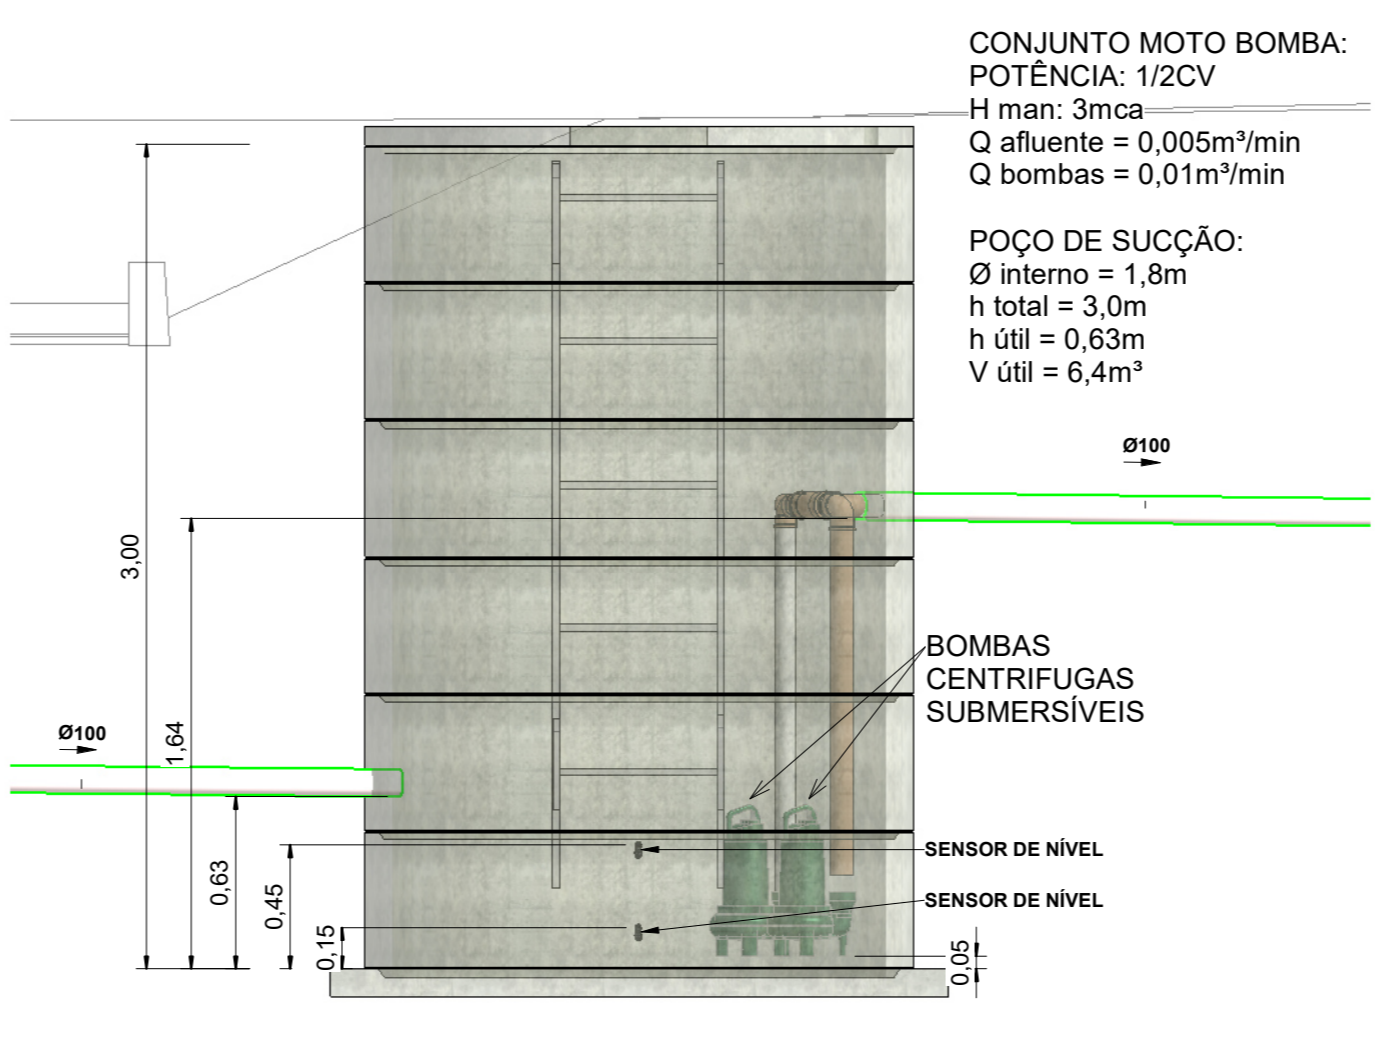 CONJUNTO MOTO BOMBA:
POTÊNCIA: 1/2CV
H man: 3mca
Q afluente = 0,005m³/min
Q bombas = 0,01m³/min
POÇO DE SUCÇÃO:
Ø interno = 1,8m
h total = 3,0m
h útil = 0,63m
V útil = 6,4m³
Ø100
3,00
BOMBAS
CENTRIFUGAS
SUBMERSÍVEIS
Ø100
1,64
SENSOR DE NÍVEL
0,63
0,45
SENSOR DE NÍVEL
0,15
0,05